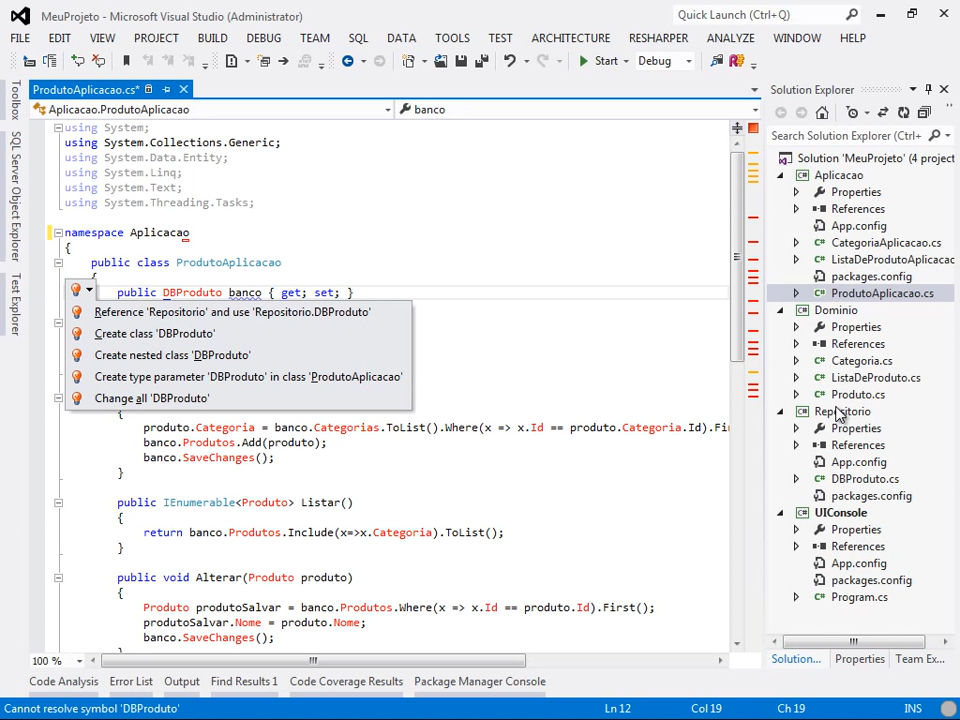 MeuProjeto - Microsoft Visual Studio (Administrator)
Quick Launch (Ctrl+Q)
FILE EDIT VIEW PROJECT BUILD DEBUG TEAM SQL DATA TOOLS TEST ARCHITECTURE RESHARPER ANALYZE WINDOW HELP
Start Debug
Toolbox
SQL Server Object Explorer
Test Explorer
ProdutoAplicacao.cs*
Aplicacao.ProdutoAplicacao banco
using System;
using System.Collections.Generic;
using System.Data.Entity;
using System.Linq;
using System.Text;
using System.Threading.Tasks;
namespace Aplicacao
{
public class ProdutoAplicacao
{
public DBProduto banco { get; set; }
Reference 'Repositorio' and use 'Repositorio.DBProduto'
Create class 'DBProduto'
Create nested class 'DBProduto'
Create type parameter 'DBProduto' in class 'ProdutoAplicacao'
Change all 'DBProduto'
{
produto.Categoria = banco.Categorias.ToList().Where(x => x.Id == produto.Categoria.Id).Fi
banco.Produtos.Add(produto);
banco.SaveChanges();
}
public IEnumerable<Produto> Listar()
{
return banco.Produtos.Include(x=>x.Categoria).ToList();
}
public void Alterar(Produto produto)
{
Produto produtoSalvar = banco.Produtos.Where(x => x.Id == produto.Id).First();
produtoSalvar.Nome = produto.Nome;
banco.SaveChanges();
}
100 %
Solution Explorer
Search Solution Explorer (Ctrl+
Solution 'MeuProjeto' (4 project
C# Aplicacao
Properties
References
App.config
C# CategoriaAplicacao.cs
C# ListaDeProdutoAplicacao
packages.config
C# ProdutoAplicacao.cs
C# Dominio
Properties
References
C# Categoria.cs
C# ListaDeProduto.cs
C# Produto.cs
C# Repositorio
Properties
References
App.config
C# DBProduto.cs
packages.config
C# UIConsole
Properties
References
App.config
packages.config
C# Program.cs
Solution... Properties Team Ex...
Code Analysis Error List Output Find Results 1 Code Coverage Results Package Manager Console
Cannot resolve symbol 'DBProduto' Ln 12 Col 19 Ch 19 INS